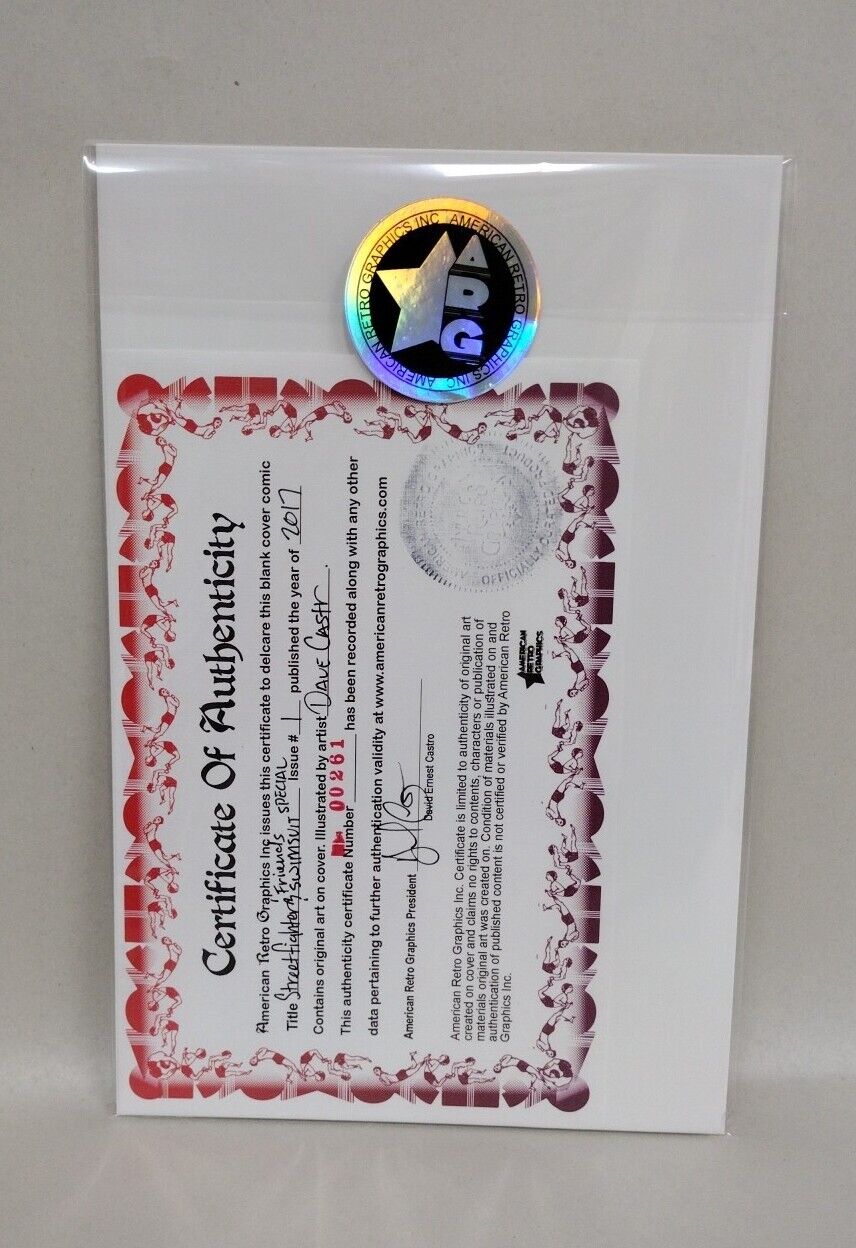 AMERICAN RETRO GRAPHICS INC AMERICAN RETRO GRAPHICS INC
ARG
Certificate Of Authenticity
American Retro Graphics Inc issues this certificate to delcare this blank cover comic
Title Streetfighter & Friends SWIMSUIT SPECIAL Issue # 1 published the year of 2017
Contains original art on cover. Illustrated by artist DAVE CASTR.
This authenticity certificate Number 00261 has been recorded along with any other
data pertaining to further authentication validity at www.americanretrographics.com
American Retro Graphics President
David Ernest Castro
American Retro Graphics Inc. Certificate is limited to authenticity of original art
created on cover and claims no rights to contents, characters or publication of
materials original art was created on. Condition of materials illustrated on and
authentication of published content is not certified or verified by American Retro
Graphics Inc.
AMERICAN
RETRO
GRAPHICS
OFFICIALLY